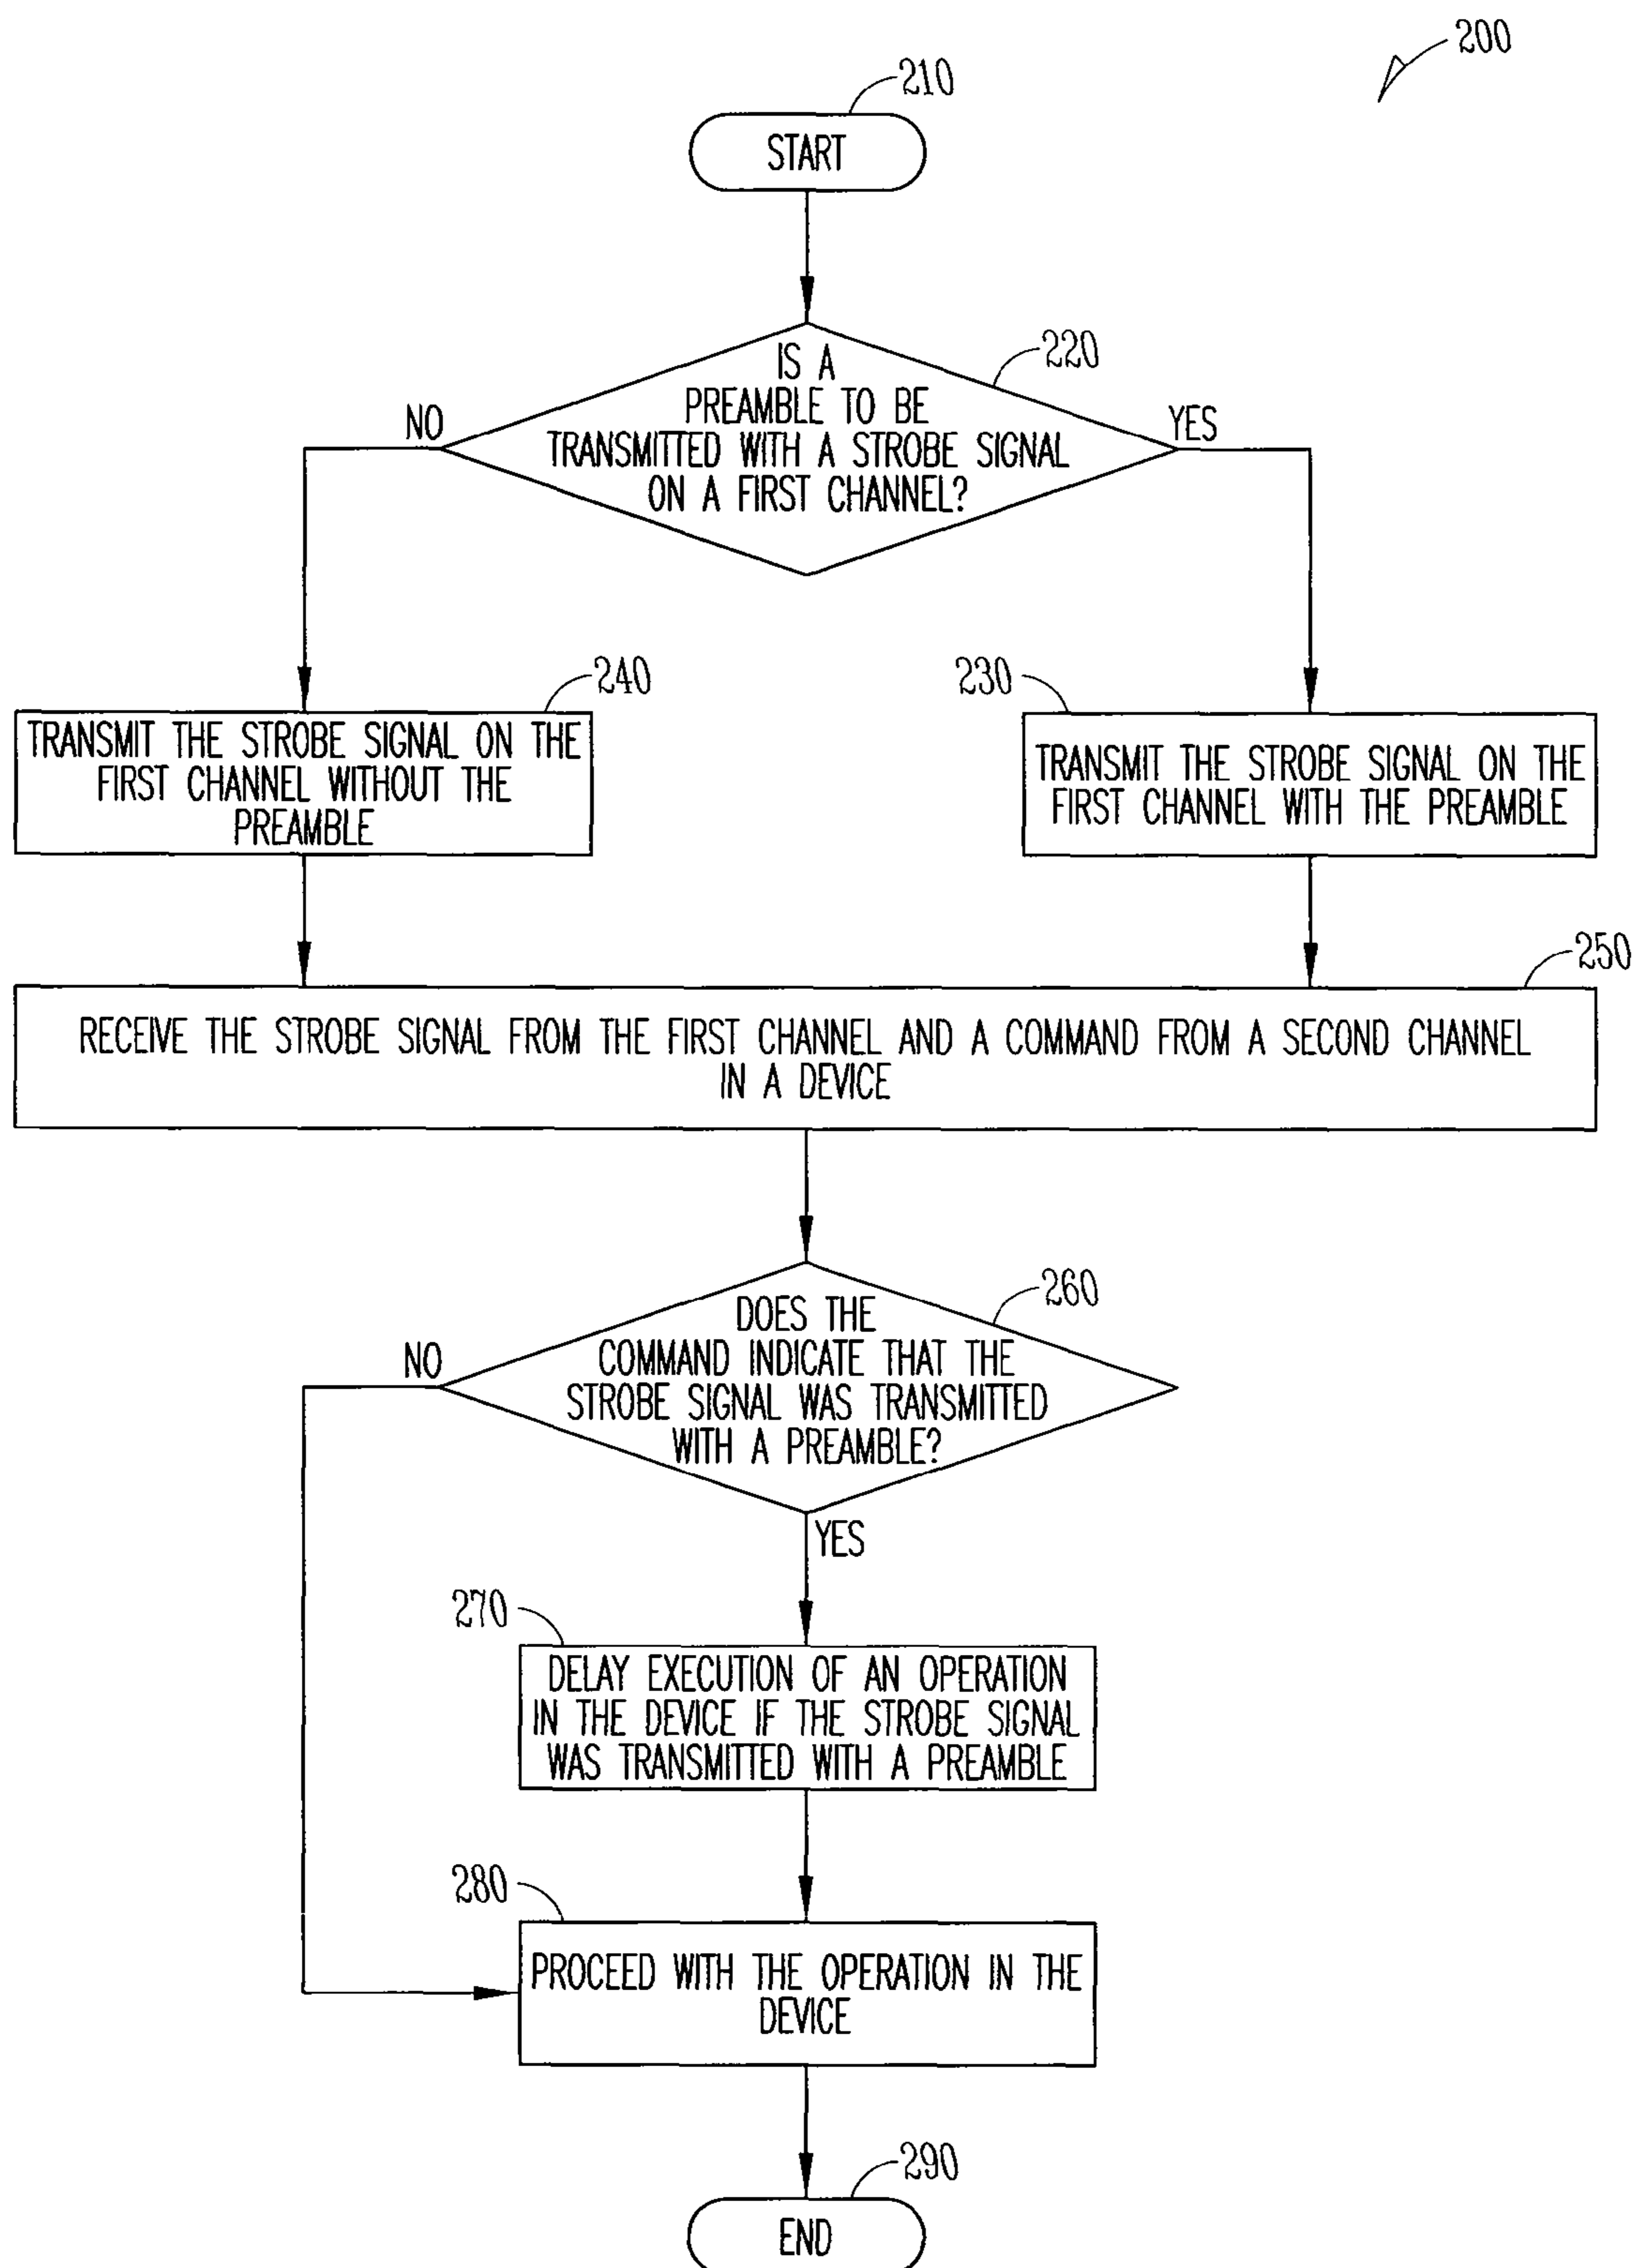 200
210
START
220
IS A
PREAMBLE TO BE
TRANSMITTED WITH A STROBE SIGNAL
ON A FIRST CHANNEL?
NO
YES
240
TRANSMIT THE STROBE SIGNAL ON THE
FIRST CHANNEL WITHOUT THE
PREAMBLE
230
TRANSMIT THE STROBE SIGNAL ON THE
FIRST CHANNEL WITH THE PREAMBLE
250
RECEIVE THE STROBE SIGNAL FROM THE FIRST CHANNEL AND A COMMAND FROM A SECOND CHANNEL
IN A DEVICE
260
DOES THE
COMMAND INDICATE THAT THE
STROBE SIGNAL WAS TRANSMITTED
WITH A PREAMBLE?
NO
YES
270
DELAY EXECUTION OF AN OPERATION
IN THE DEVICE IF THE STROBE SIGNAL
WAS TRANSMITTED WITH A PREAMBLE
280
PROCEED WITH THE OPERATION IN THE
DEVICE
290
END